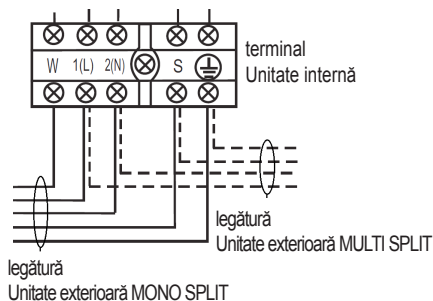 W 1(L) 2(N) S
terminal
Unitate internă
legătură
Unitate exterioară MULTI SPLIT
legătură
Unitate exterioară MONO SPLIT